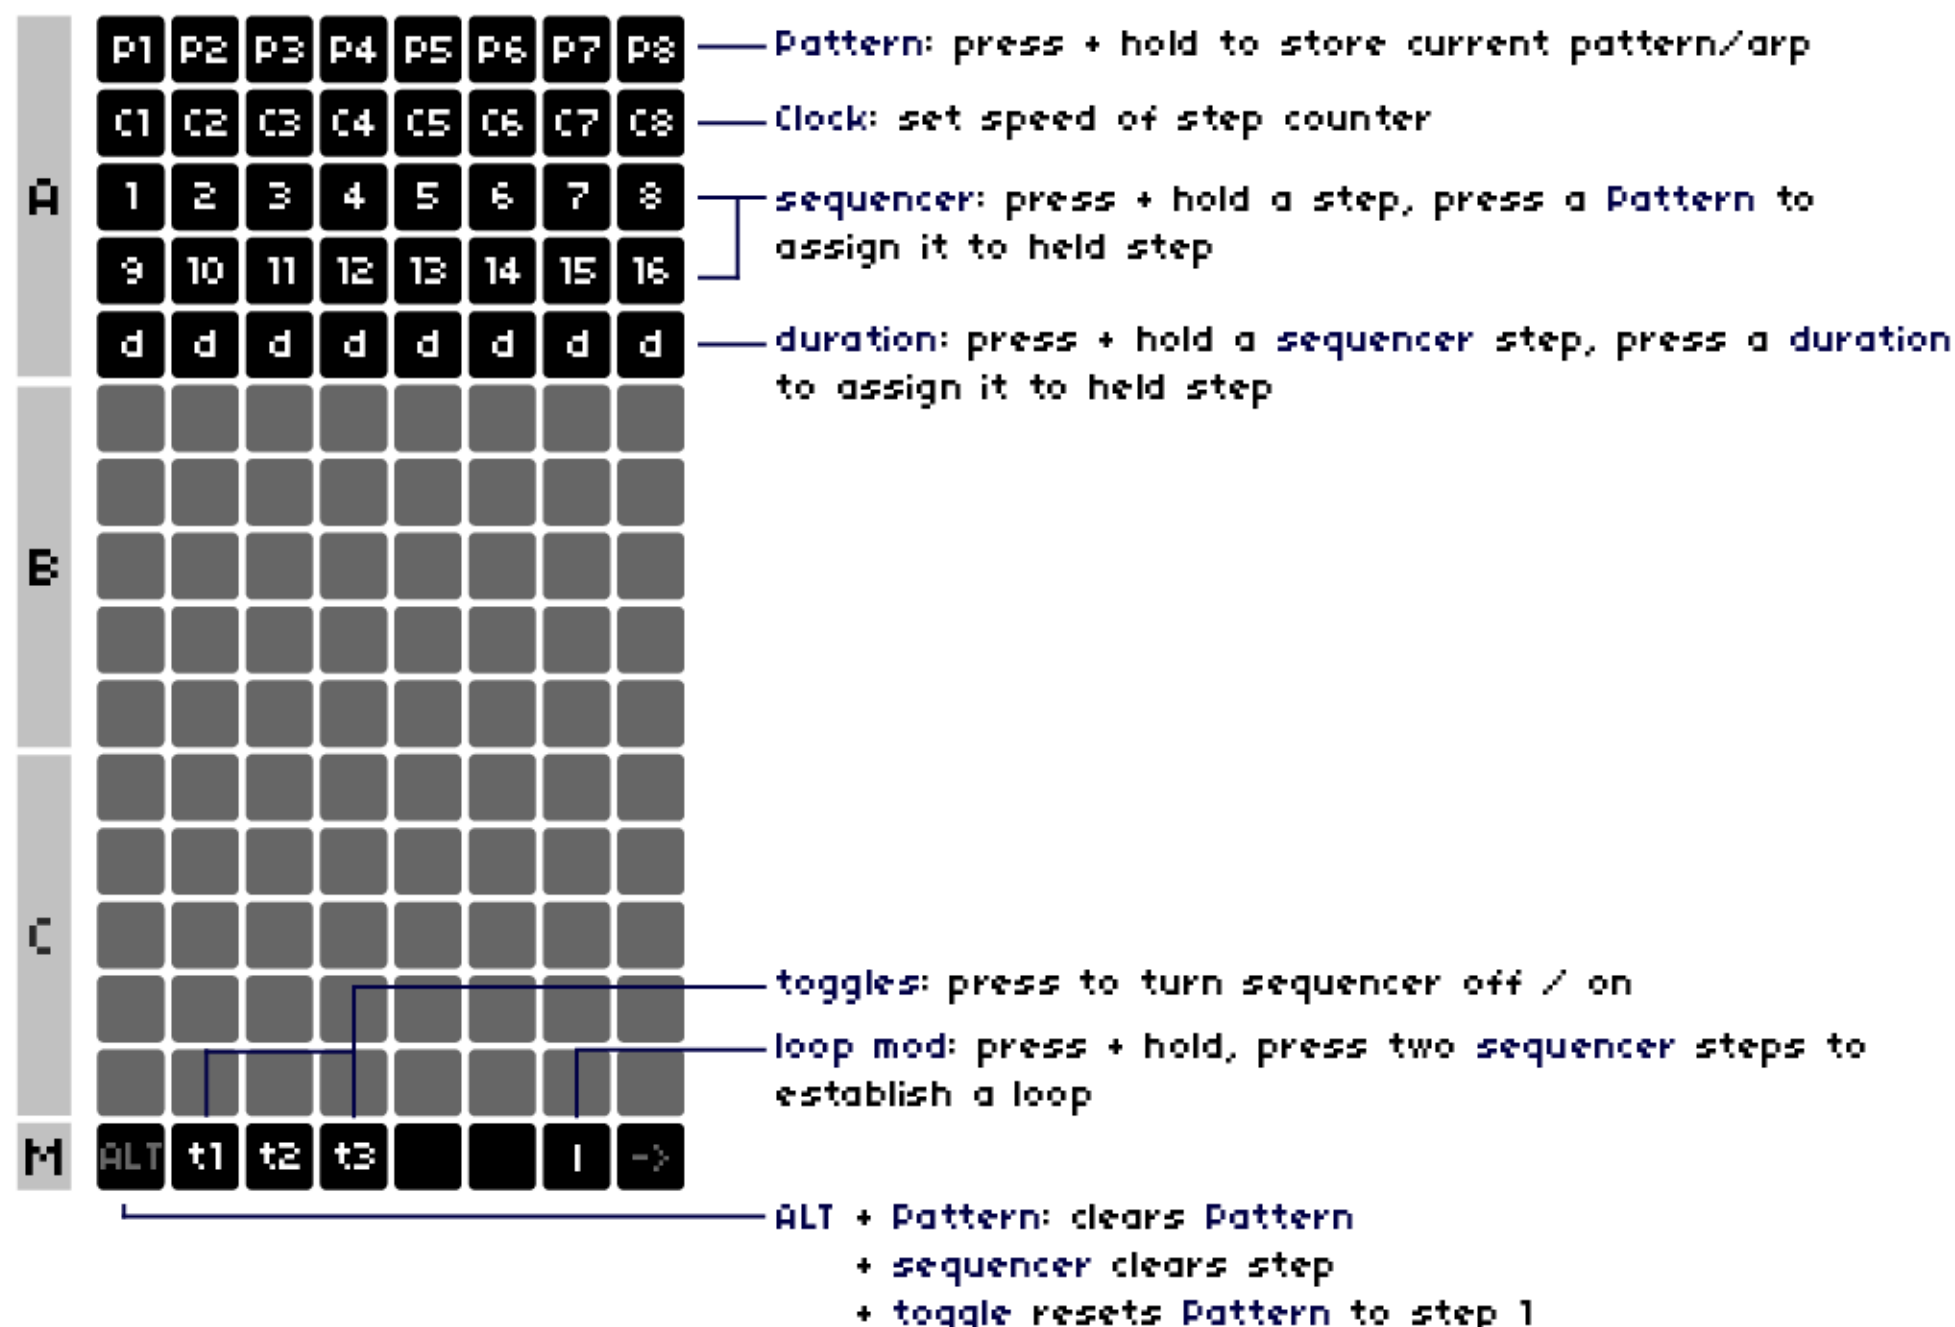 P1 P2 P3 P4 P5 P6 P7 P8
Pattern: press + hold to store current pattern/arp
C1 C2 C3 C4 C5 C6 C7 C8
Clock: set speed of step counter
A
1 2 3 4 5 6 7 8
sequencer: press + hold a step, press a Pattern to
assign it to held step
9 10 11 12 13 14 15 16
d d d d d d d d
duration: press + hold a sequencer step, press a duration
to assign it to held step
B
C
toggles: press to turn sequencer off / on
loop mod: press + hold, press two sequencer steps to
establish a loop
M
ALT t1 t2 t3 l ->
ALT + Pattern: clears Pattern
+ sequencer clears step
+ toggle resets Pattern to step 1